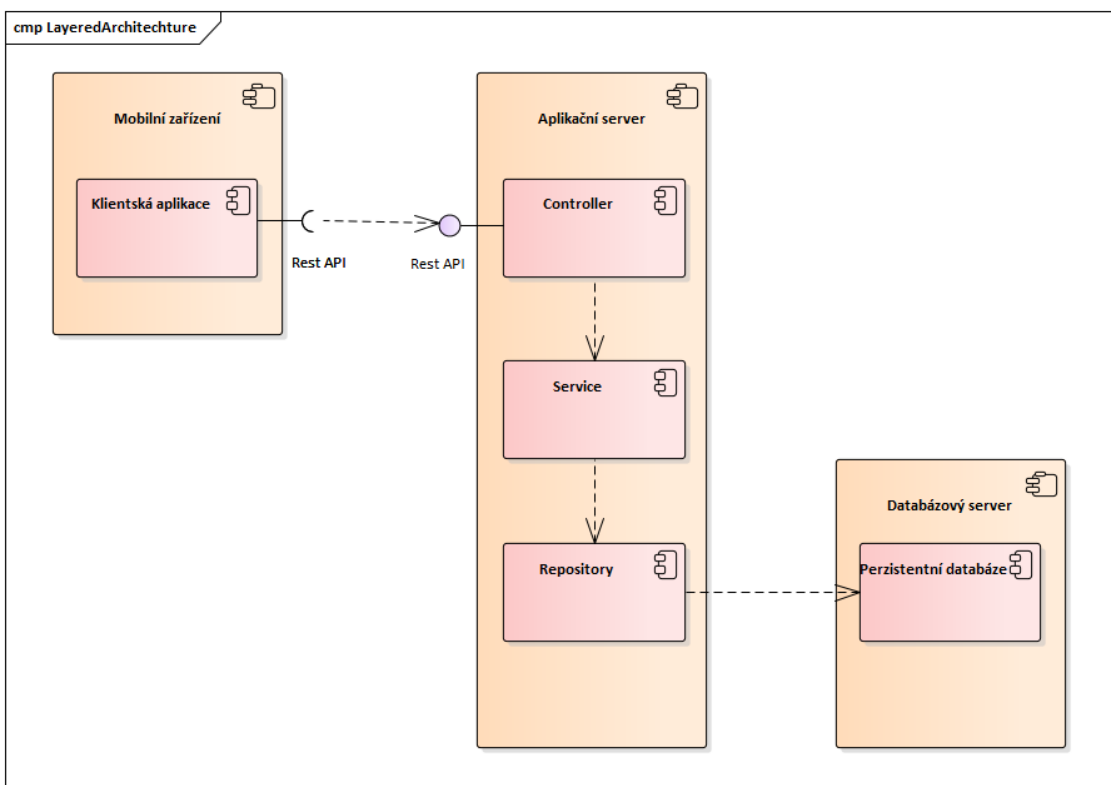 cmp LayeredArchitechture
Mobilní zařízení
Aplikační server
Klientská aplikace
Controller
Rest API
Rest API
Service
Databázový server
Repository
Perzistentní databáze